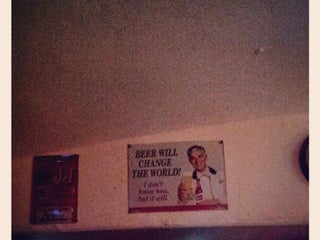 BEER WILL
CHANGE
THE WORLD!
I don't
know how,
but it will